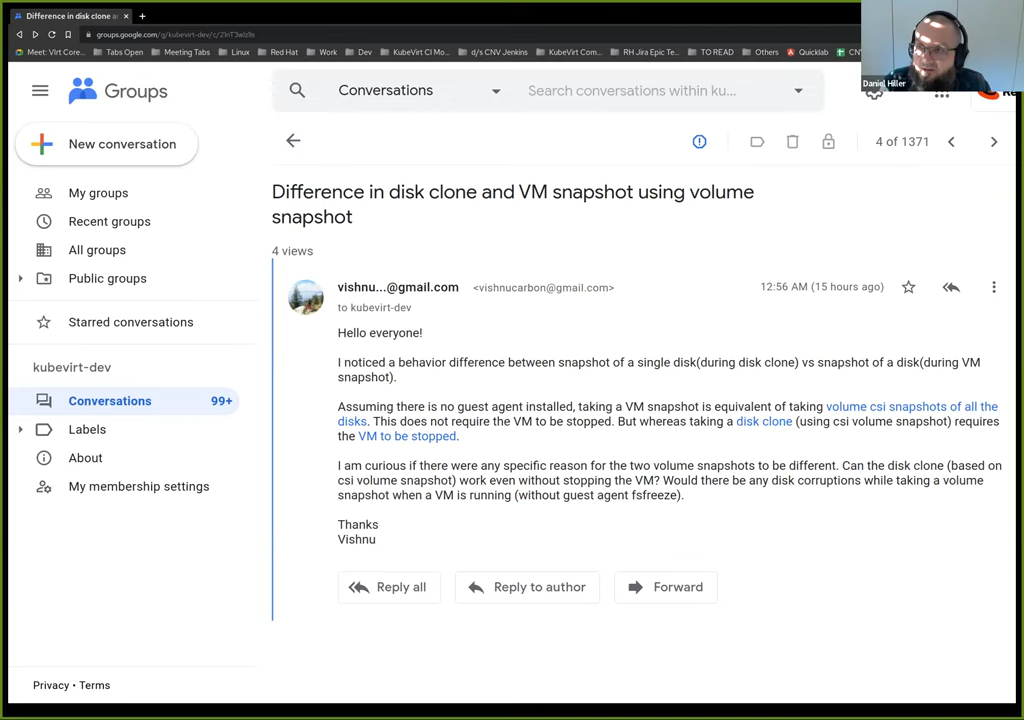 Difference in disk clone a
groups.google.com/g/kubevirt-dev/c/
Meet: VIrt Core... Tabs Open Meeting Tabs Linux Red Hat Work Dev KubeVirt CI Mo... d/s CNV Jenkins KubeVirt Com... RH Jira Epic Te... TO READ Others Quicklab CN
Daniel Hiller
Groups
Conversations
Search conversations within ku...
Re
New conversation
4 of 1371
My groups
Recent groups
All groups
Public groups
Starred conversations
kubevirt-dev
Conversations 99+
Labels
About
My membership settings
Privacy • Terms
Difference in disk clone and VM snapshot using volume
snapshot
4 views
vishnu...@gmail.com <vishnucarbon@gmail.com> 12:56 AM (15 hours ago)
to kubevirt-dev
Hello everyone!
I noticed a behavior difference between snapshot of a single disk(during disk clone) vs snapshot of a disk(during VM
snapshot).
Assuming there is no guest agent installed, taking a VM snapshot is equivalent of taking volume csi snapshots of all the
disks. This does not require the VM to be stopped. But whereas taking a disk clone (using csi volume snapshot) requires
the VM to be stopped.
I am curious if there were any specific reason for the two volume snapshots to be different. Can the disk clone (based on
csi volume snapshot) work even without stopping the VM? Would there be any disk corruptions while taking a volume
snapshot when a VM is running (without guest agent fsfreeze).
Thanks
Vishnu
Reply all
Reply to author
Forward